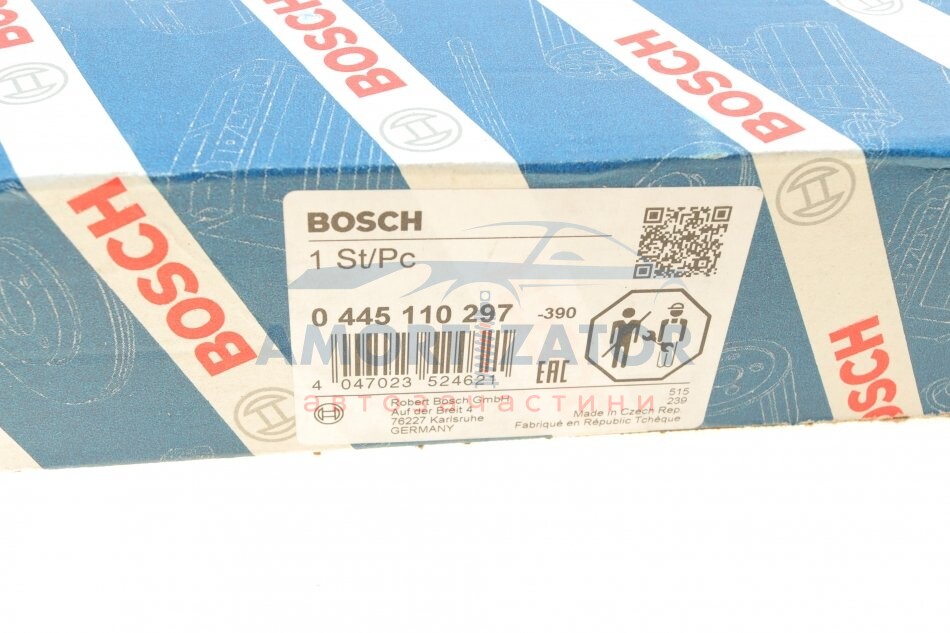 BOSCH
BOSCH
BOSCH
BOSCH
BOSCH
BOSCH
BOSCH
1 St/Pc
0 445 110 297 -390
AMORTIZATOR
4 047023 524621
EAC
автозапчастини
Robert Bosch GmbH
Auf der Breit 4
76227 Karlsruhe
GERMANY
515
239
Made in Czech Rep.
Fabriqué en République Tchèque